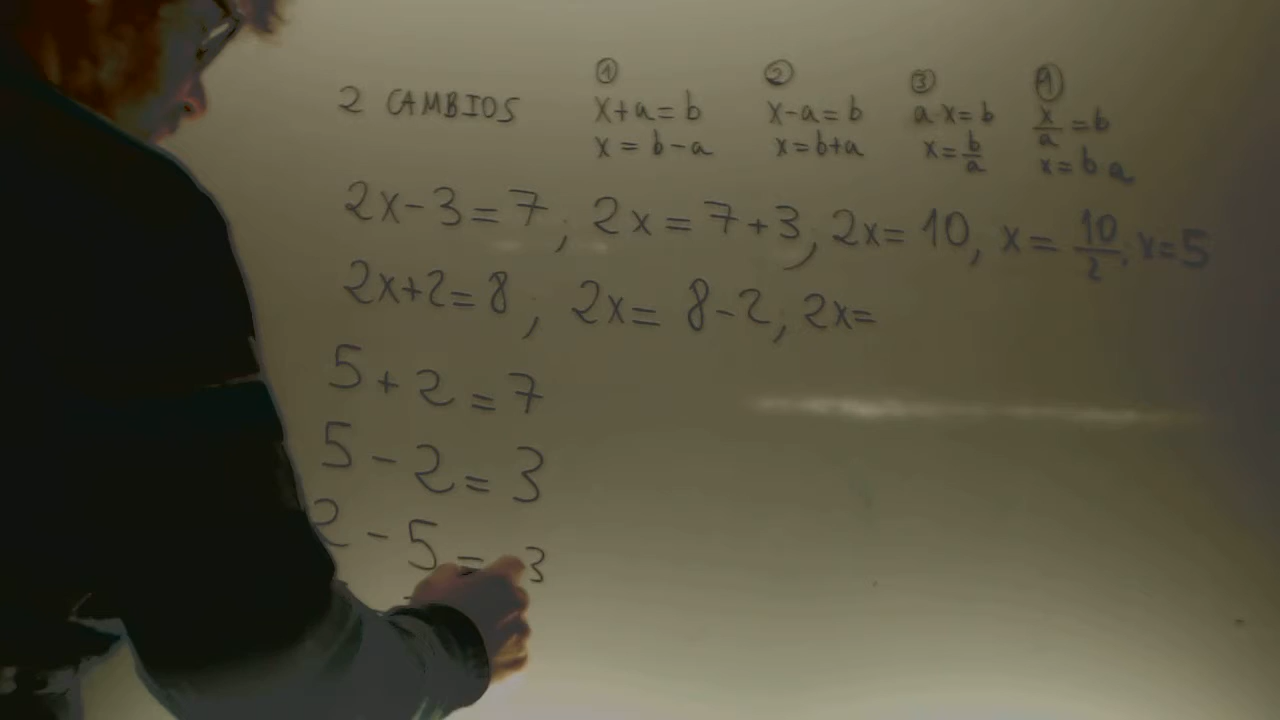 ① ② ③ ④
2 CAMBIOS x+a=b x-a=b a·x=b x/a=b
x=b-a x=b+a x=b/a x=b·a
2x-3=7; 2x=7+3, 2x=10, x=10/2; x=5
2x+2=8, 2x=8-2, 2x=
5+2=7
5-2=3
2-5= 3